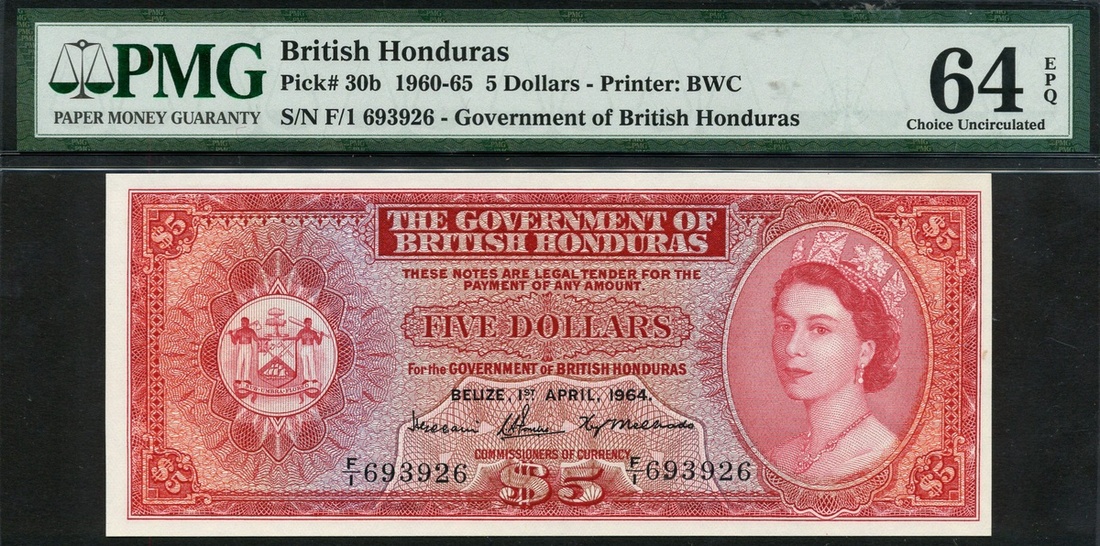 PMG
PAPER MONEY GUARANTY
British Honduras
Pick# 30b 1960-65 5 Dollars - Printer: BWC
S/N F/1 693926 - Government of British Honduras
64 EPQ
Choice Uncirculated
$5
$5
THE GOVERNMENT OF
BRITISH HONDURAS
THESE NOTES ARE LEGAL TENDER FOR THE
PAYMENT OF ANY AMOUNT.
FIVE DOLLARS
For the GOVERNMENT OF BRITISH HONDURAS
BELIZE, 1ST APRIL, 1964.
COMMISSIONERS OF CURRENCY
F/1 693926
F/1 693926
$5
$5
$5